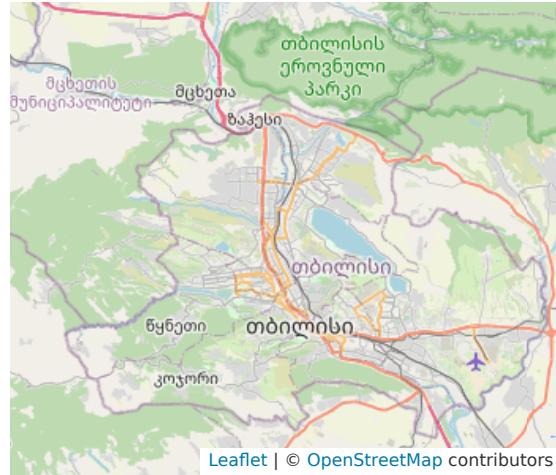 თბილისის
ეროვნული
პარკი
მცხეთის
მუნიციპალიტეტი
მცხეთა
ზაჰესი
თბილისი
წყნეთი
თბილისი
კოჯორი
Leaflet | © OpenStreetMap contributors